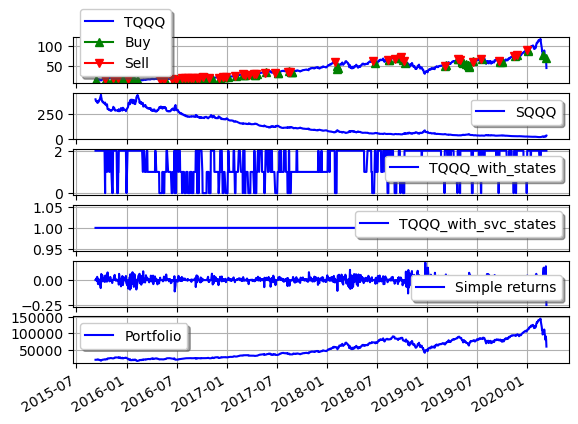 TQQQ
Buy
Sell
100
50
SQQQ
250
0
2
TQQQ_with_states
0
1.05
1.00
TQQQ_with_svc_states
0.95
0.00
Simple returns
−0.25
150000
100000
Portfolio
50000
2015-07 2016-01 2016-07 2017-01 2017-07 2018-01 2018-07 2019-01 2019-07 2020-01